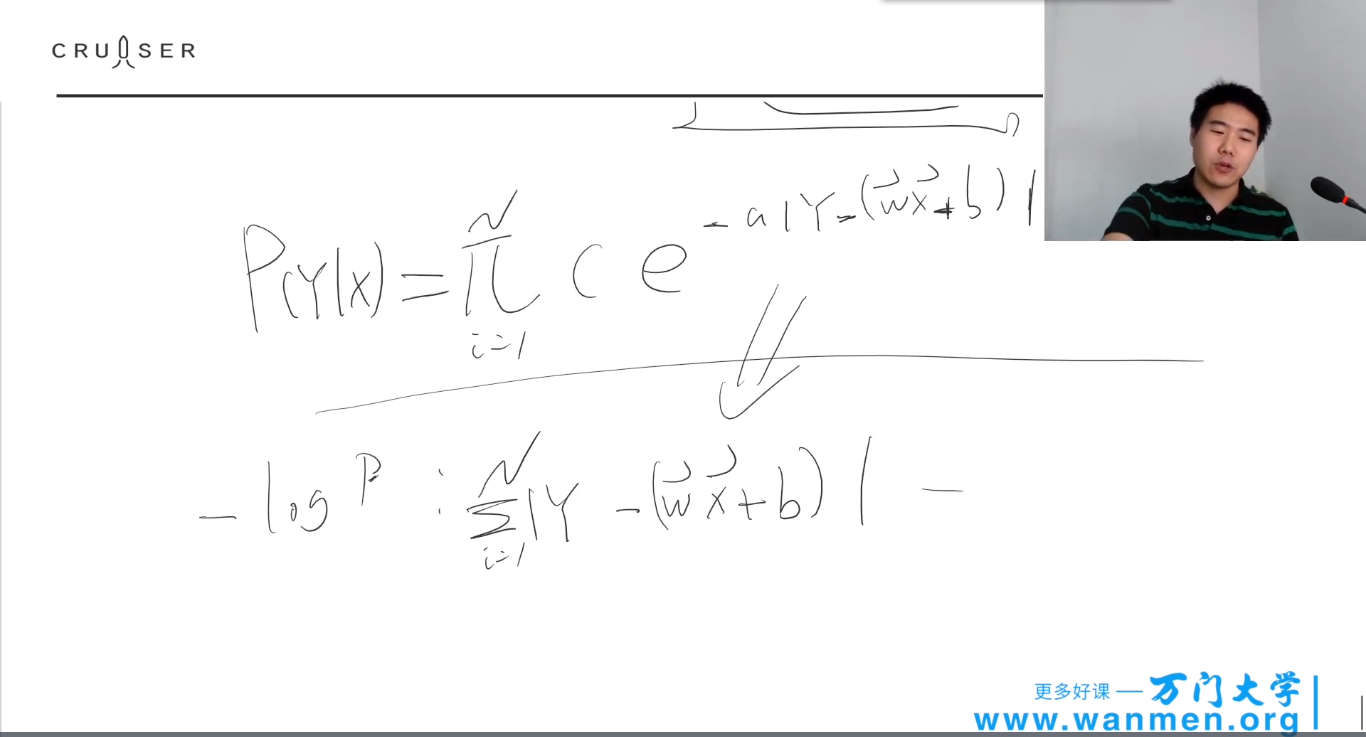 CRUISER
P(Y|X) = \prod_{i=1}^{N} c e^{-a|Y-(\vec{w}\vec{x}+b)|}
-log P : \sum_{i=1}^{N} |Y -(\vec{w}\vec{x}+b)| —
更多好课 — 万门大学
www.wanmen.org